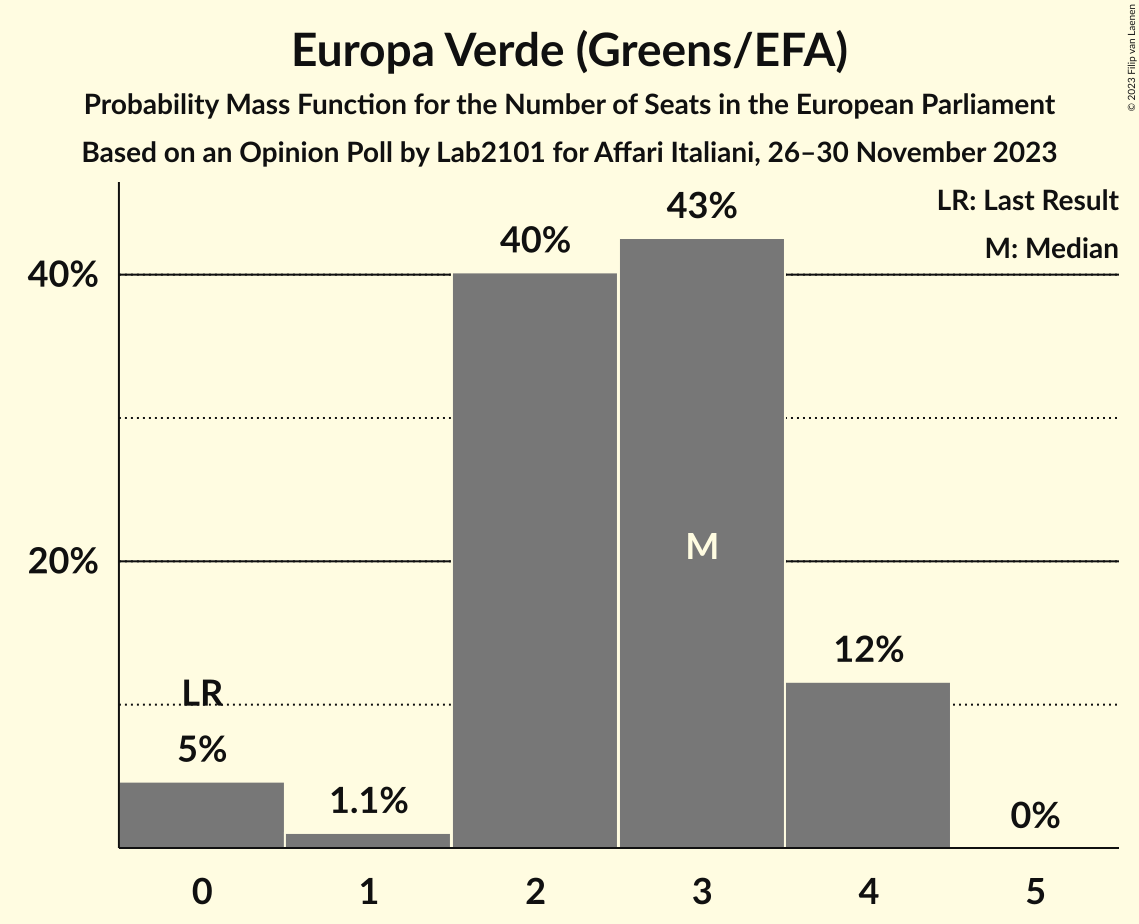 Europa Verde (Greens/EFA)
Probability Mass Function for the Number of Seats in the European Parliament
Based on an Opinion Poll by Lab2101 for Affari Italiani, 26–30 November 2023
© 2023 Filip van Laenen
LR: Last Result
M: Median
43%
40%
40%
M
20%
12%
LR
5%
1.1%
0%
0 1 2 3 4 5